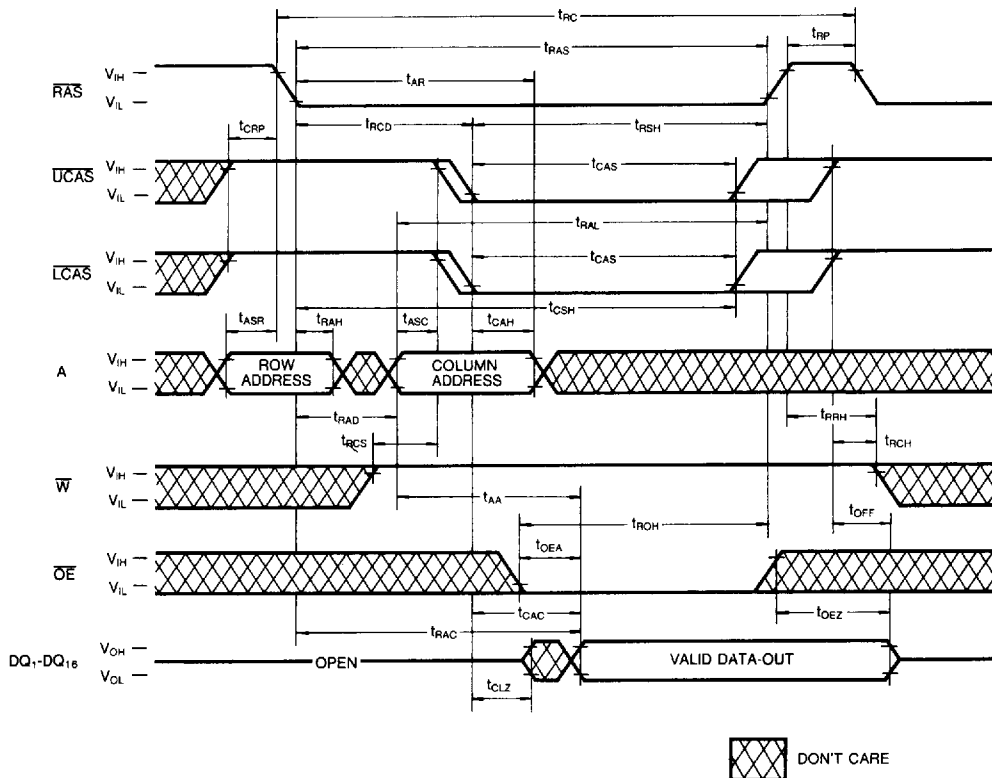 tRC
tRAS
tRP
tAR
RAS
VIH
VIL
tCRP
tRCD
tRSH
UCAS
VIH
VIL
tCAS
tRAL
LCAS
VIH
VIL
tCAS
tCSH
tASR
tRAH
tASC
tCAH
A
VIH
VIL
ROW
ADDRESS
COLUMN
ADDRESS
tRAD
tRRH
tRCS
tRCH
W
VIH
VIL
tAA
tROH
tOFF
OE
VIH
VIL
tOEA
tCAC
tOEZ
tRAC
DQ1-DQ16
VOH
VOL
OPEN
VALID DATA-OUT
tCLZ
DON'T CARE